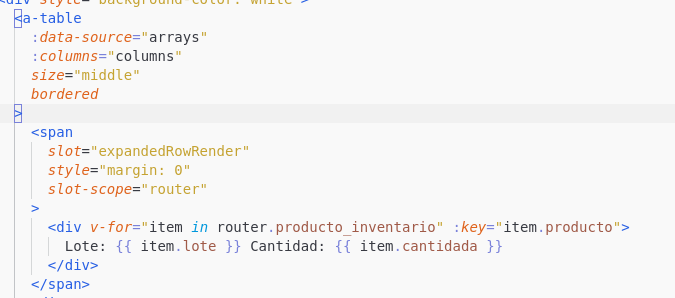 <div style="background-color: white">
<a-table
:data-source="arrays"
:columns="columns"
size="middle"
bordered
>
<span
slot="expandedRowRender"
style="margin: 0"
slot-scope="router"
>
<div v-for="item in router.producto_inventario" :key="item.producto">
Lote: {{ item.lote }} Cantidad: {{ item.cantidada }}
</div>
</span>